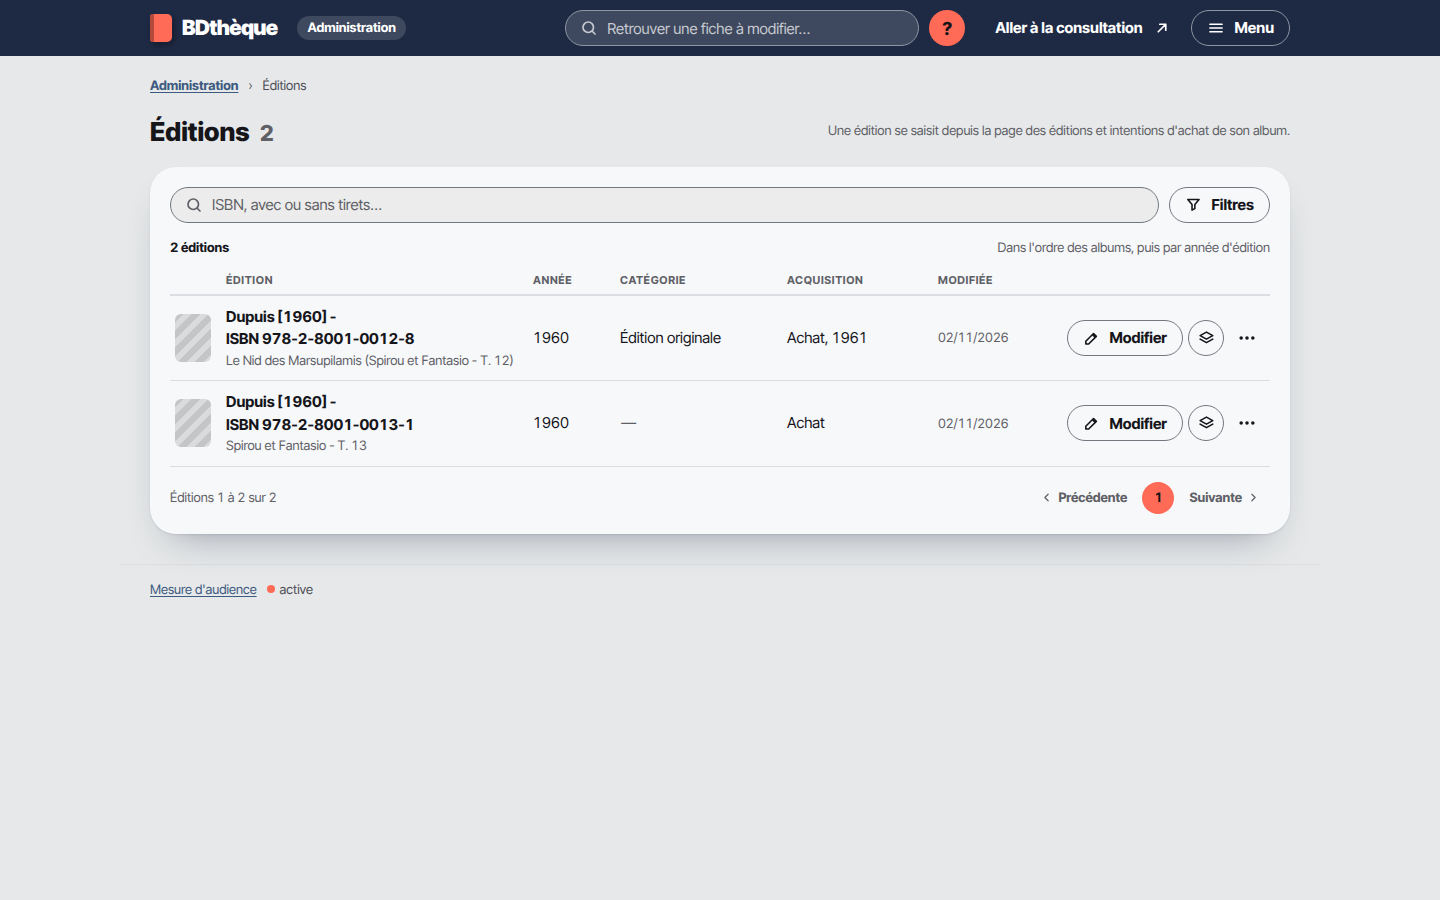 BDthèque
Administration
Retrouver une fiche à modifier...
?
Aller à la consultation
Menu
Administration › Éditions
Éditions 2
Une édition se saisit depuis la page des éditions et intentions d'achat de son album.
ISBN, avec ou sans tirets...
Filtres
2 éditions
Dans l'ordre des albums, puis par année d'édition
ÉDITION ANNÉE CATÉGORIE ACQUISITION MODIFIÉE
Dupuis [1960] -
ISBN 978-2-8001-0012-8
Le Nid des Marsupilamis (Spirou et Fantasio - T. 12)
1960
Édition originale
Achat, 1961
02/11/2026
Modifier
Dupuis [1960] -
ISBN 978-2-8001-0013-1
Spirou et Fantasio - T. 13
1960
—
Achat
02/11/2026
Modifier
Éditions 1 à 2 sur 2
Précédente
1
Suivante
Mesure d'audience
active